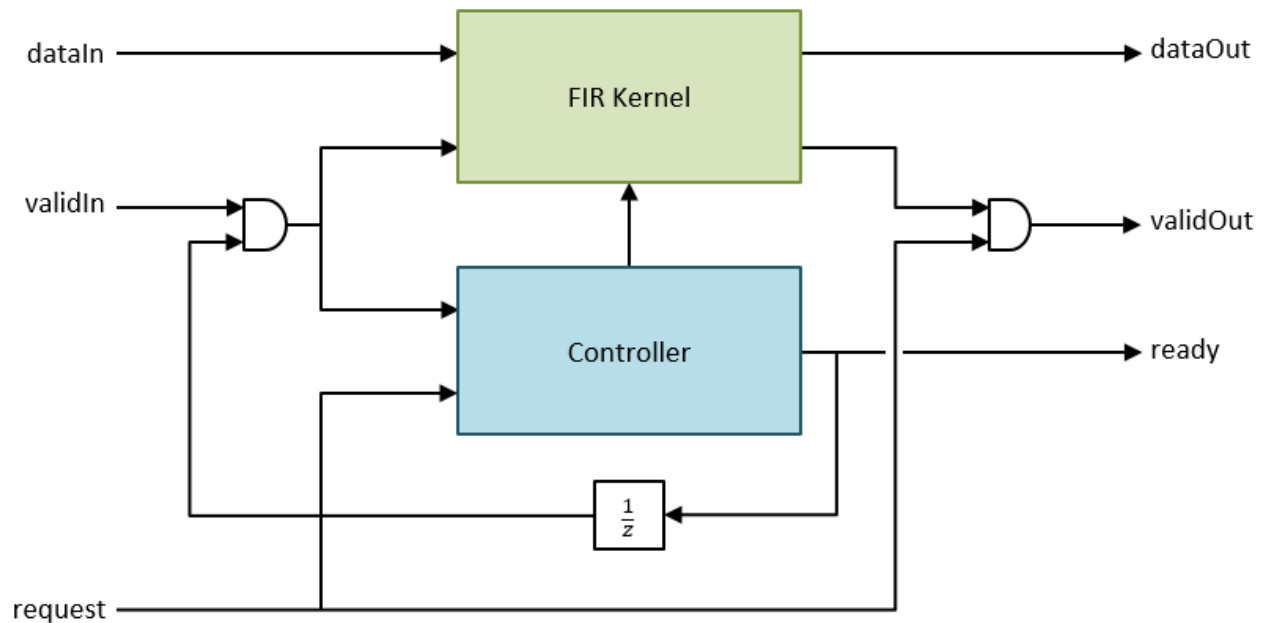 dataIn
FIR Kernel
dataOut
validIn
validOut
Controller
ready
1
z
request